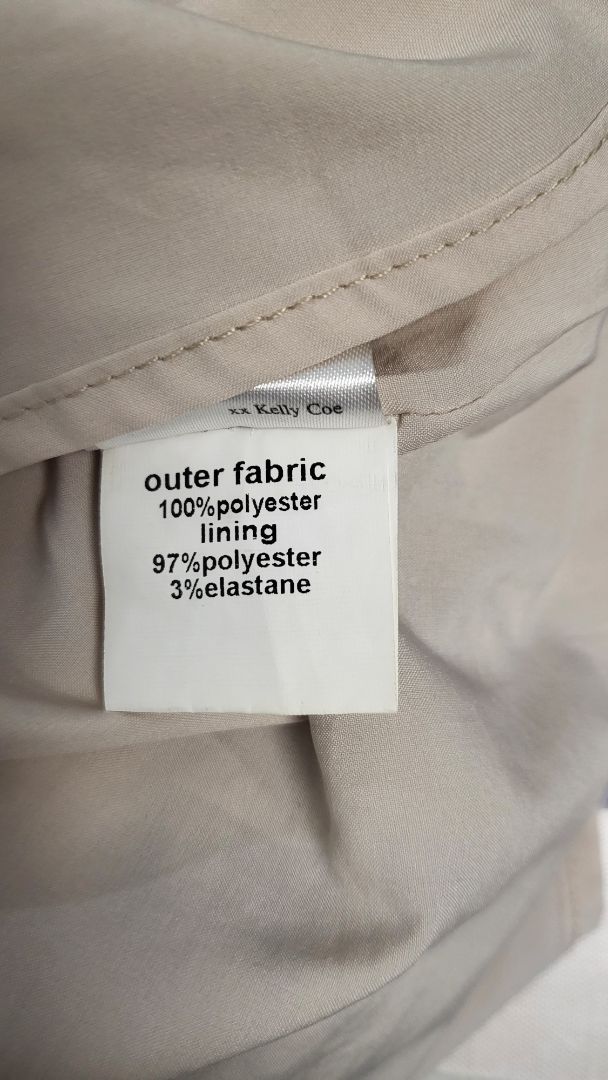 xx Kelly Coe
outer fabric
100%polyester
lining
97%polyester
3%elastane